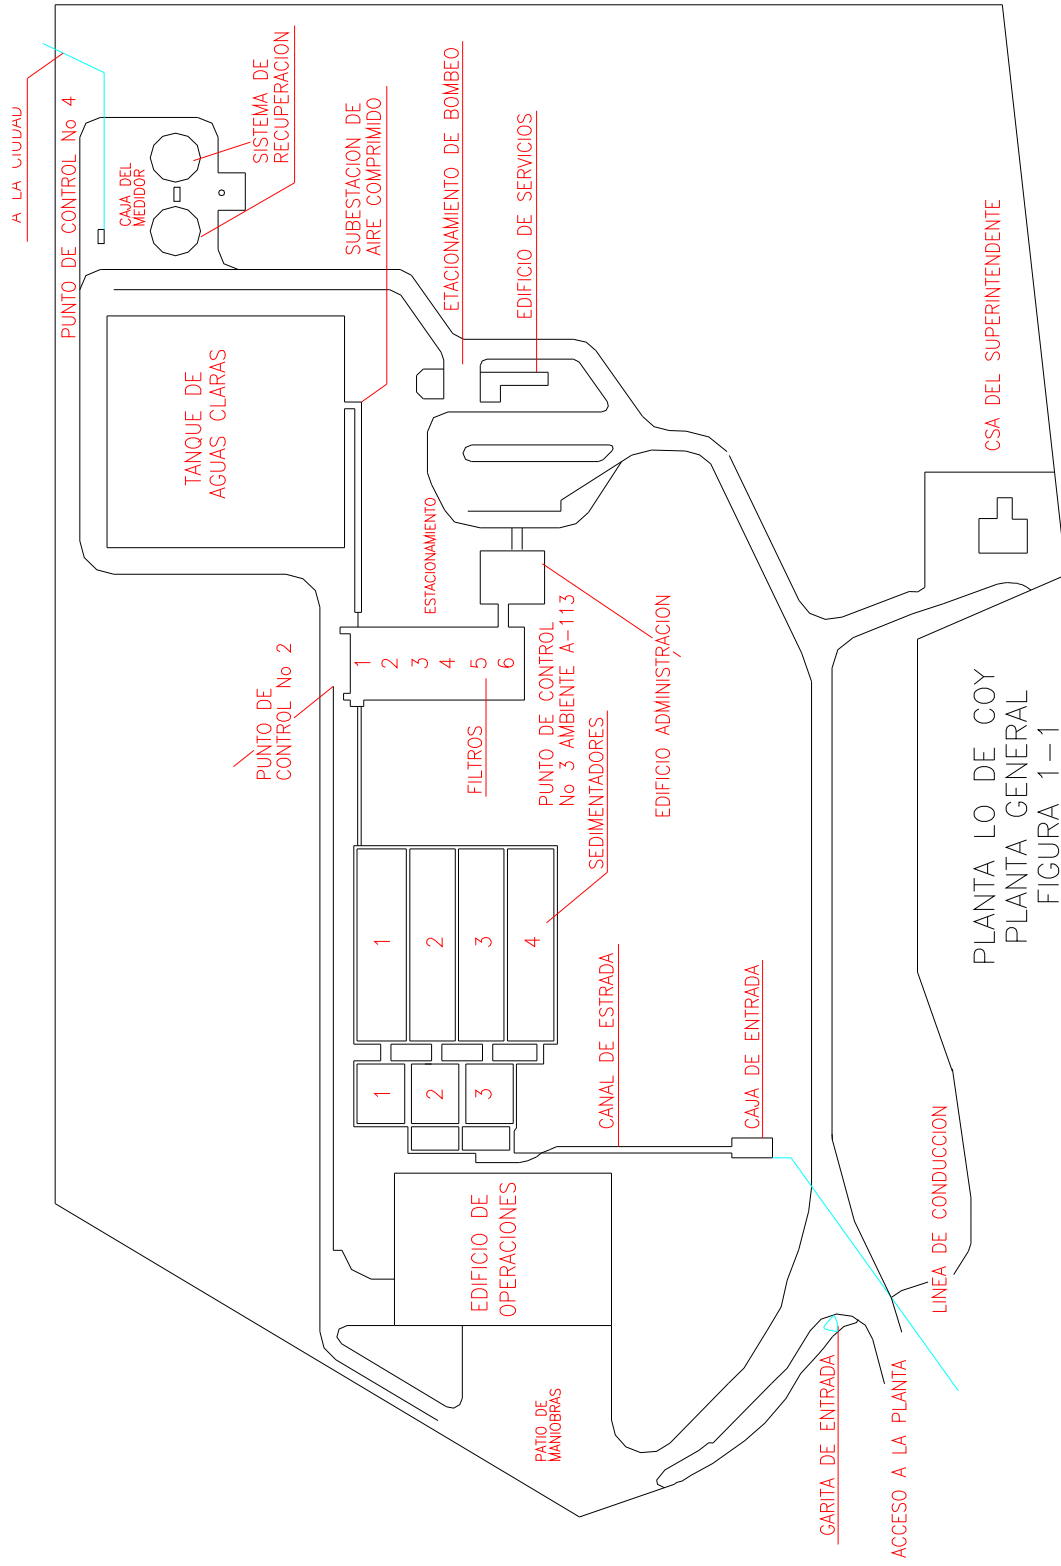 A LA CIUDAD
PUNTO DE CONTROL No 4
CAJA DEL
MEDIDOR
SISTEMA DE
RECUPERACION
SUBESTACION DE
AIRE COMPRIMIDO
ETACIONAMIENTO DE BOMBEO
EDIFICIO DE SERVICIOS
CSA DEL SUPERINTENDENTE
TANQUE DE
AGUAS CLARAS
ESTACIONAMIENTO
PUNTO DE
CONTROL No 2
1
2
3
4
5
6
FILTROS
PUNTO DE CONTROL
No 3 AMBIENTE A-113
EDIFICIO ADMINISTRACION
SEDIMENTADORES
1
2
3
4
1
2
3
CANAL DE ESTRADA
CAJA DE ENTRADA
EDIFICIO DE
OPERACIONES
LINEA DE CONDUCCION
PATIO DE
MANIOBRAS
GARITA DE ENTRADA
ACCESO A LA PLANTA
PLANTA LO DE COY
PLANTA GENERAL
FIGURA 1-1